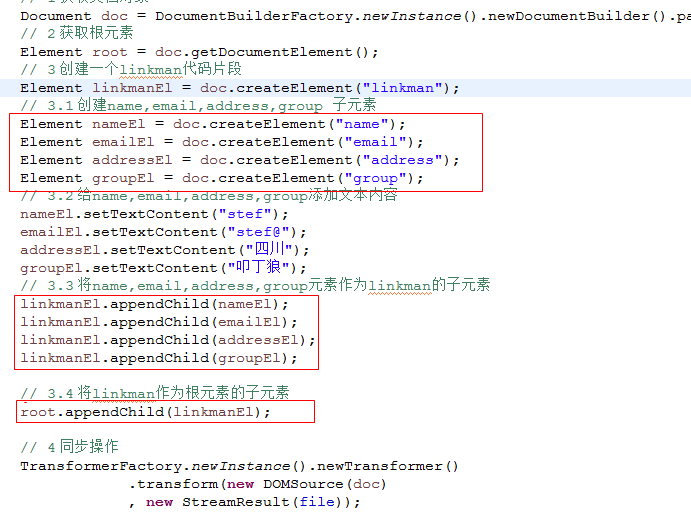 Document doc = DocumentBuilderFactory.newInstance().newDocumentBuilder().pa
// 2获取根元素
Element root = doc.getDocumentElement();
// 3创建一个linkman代码片段
Element linkmanEl = doc.createElement("linkman");
// 3.1创建name,email,address,group 子元素
Element nameEl = doc.createElement("name");
Element emailEl = doc.createElement("email");
Element addressEl = doc.createElement("address");
Element groupEl = doc.createElement("group");
// 3.2给name,email,address,group添加文本内容
nameEl.setTextContent("stef");
emailEl.setTextContent("stef@");
addressEl.setTextContent("四川");
groupEl.setTextContent("叩丁狼");
// 3.3将name,email,address,group元素作为linkman的子元素
linkmanEl.appendChild(nameEl);
linkmanEl.appendChild(emailEl);
linkmanEl.appendChild(addressEl);
linkmanEl.appendChild(groupEl);
// 3.4将linkman作为根元素的子元素
root.appendChild(linkmanEl);
// 4同步操作
TransformerFactory.newInstance().newTransformer()
.transform(new DOMSource(doc)
, new StreamResult(file));